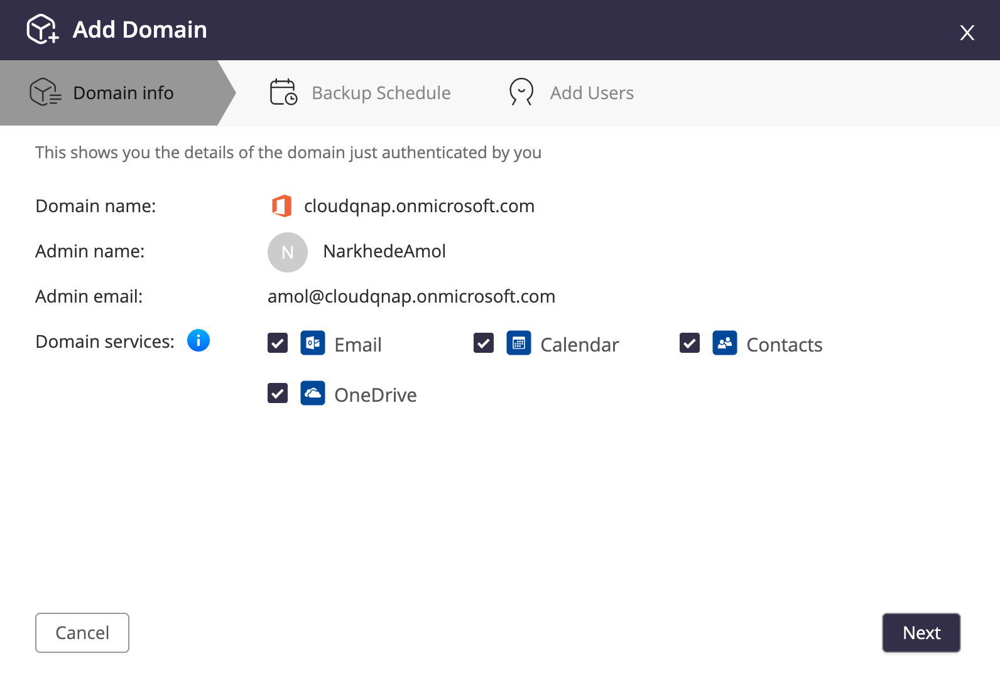 Add Domain
X
Domain info
Backup Schedule
Add Users
This shows you the details of the domain just authenticated by you
Domain name:
cloudqnap.onmicrosoft.com
Admin name:
N
NarkhedeAmol
Admin email:
amol@cloudqnap.onmicrosoft.com
Domain services:
Email
Calendar
Contacts
OneDrive
Cancel
Next